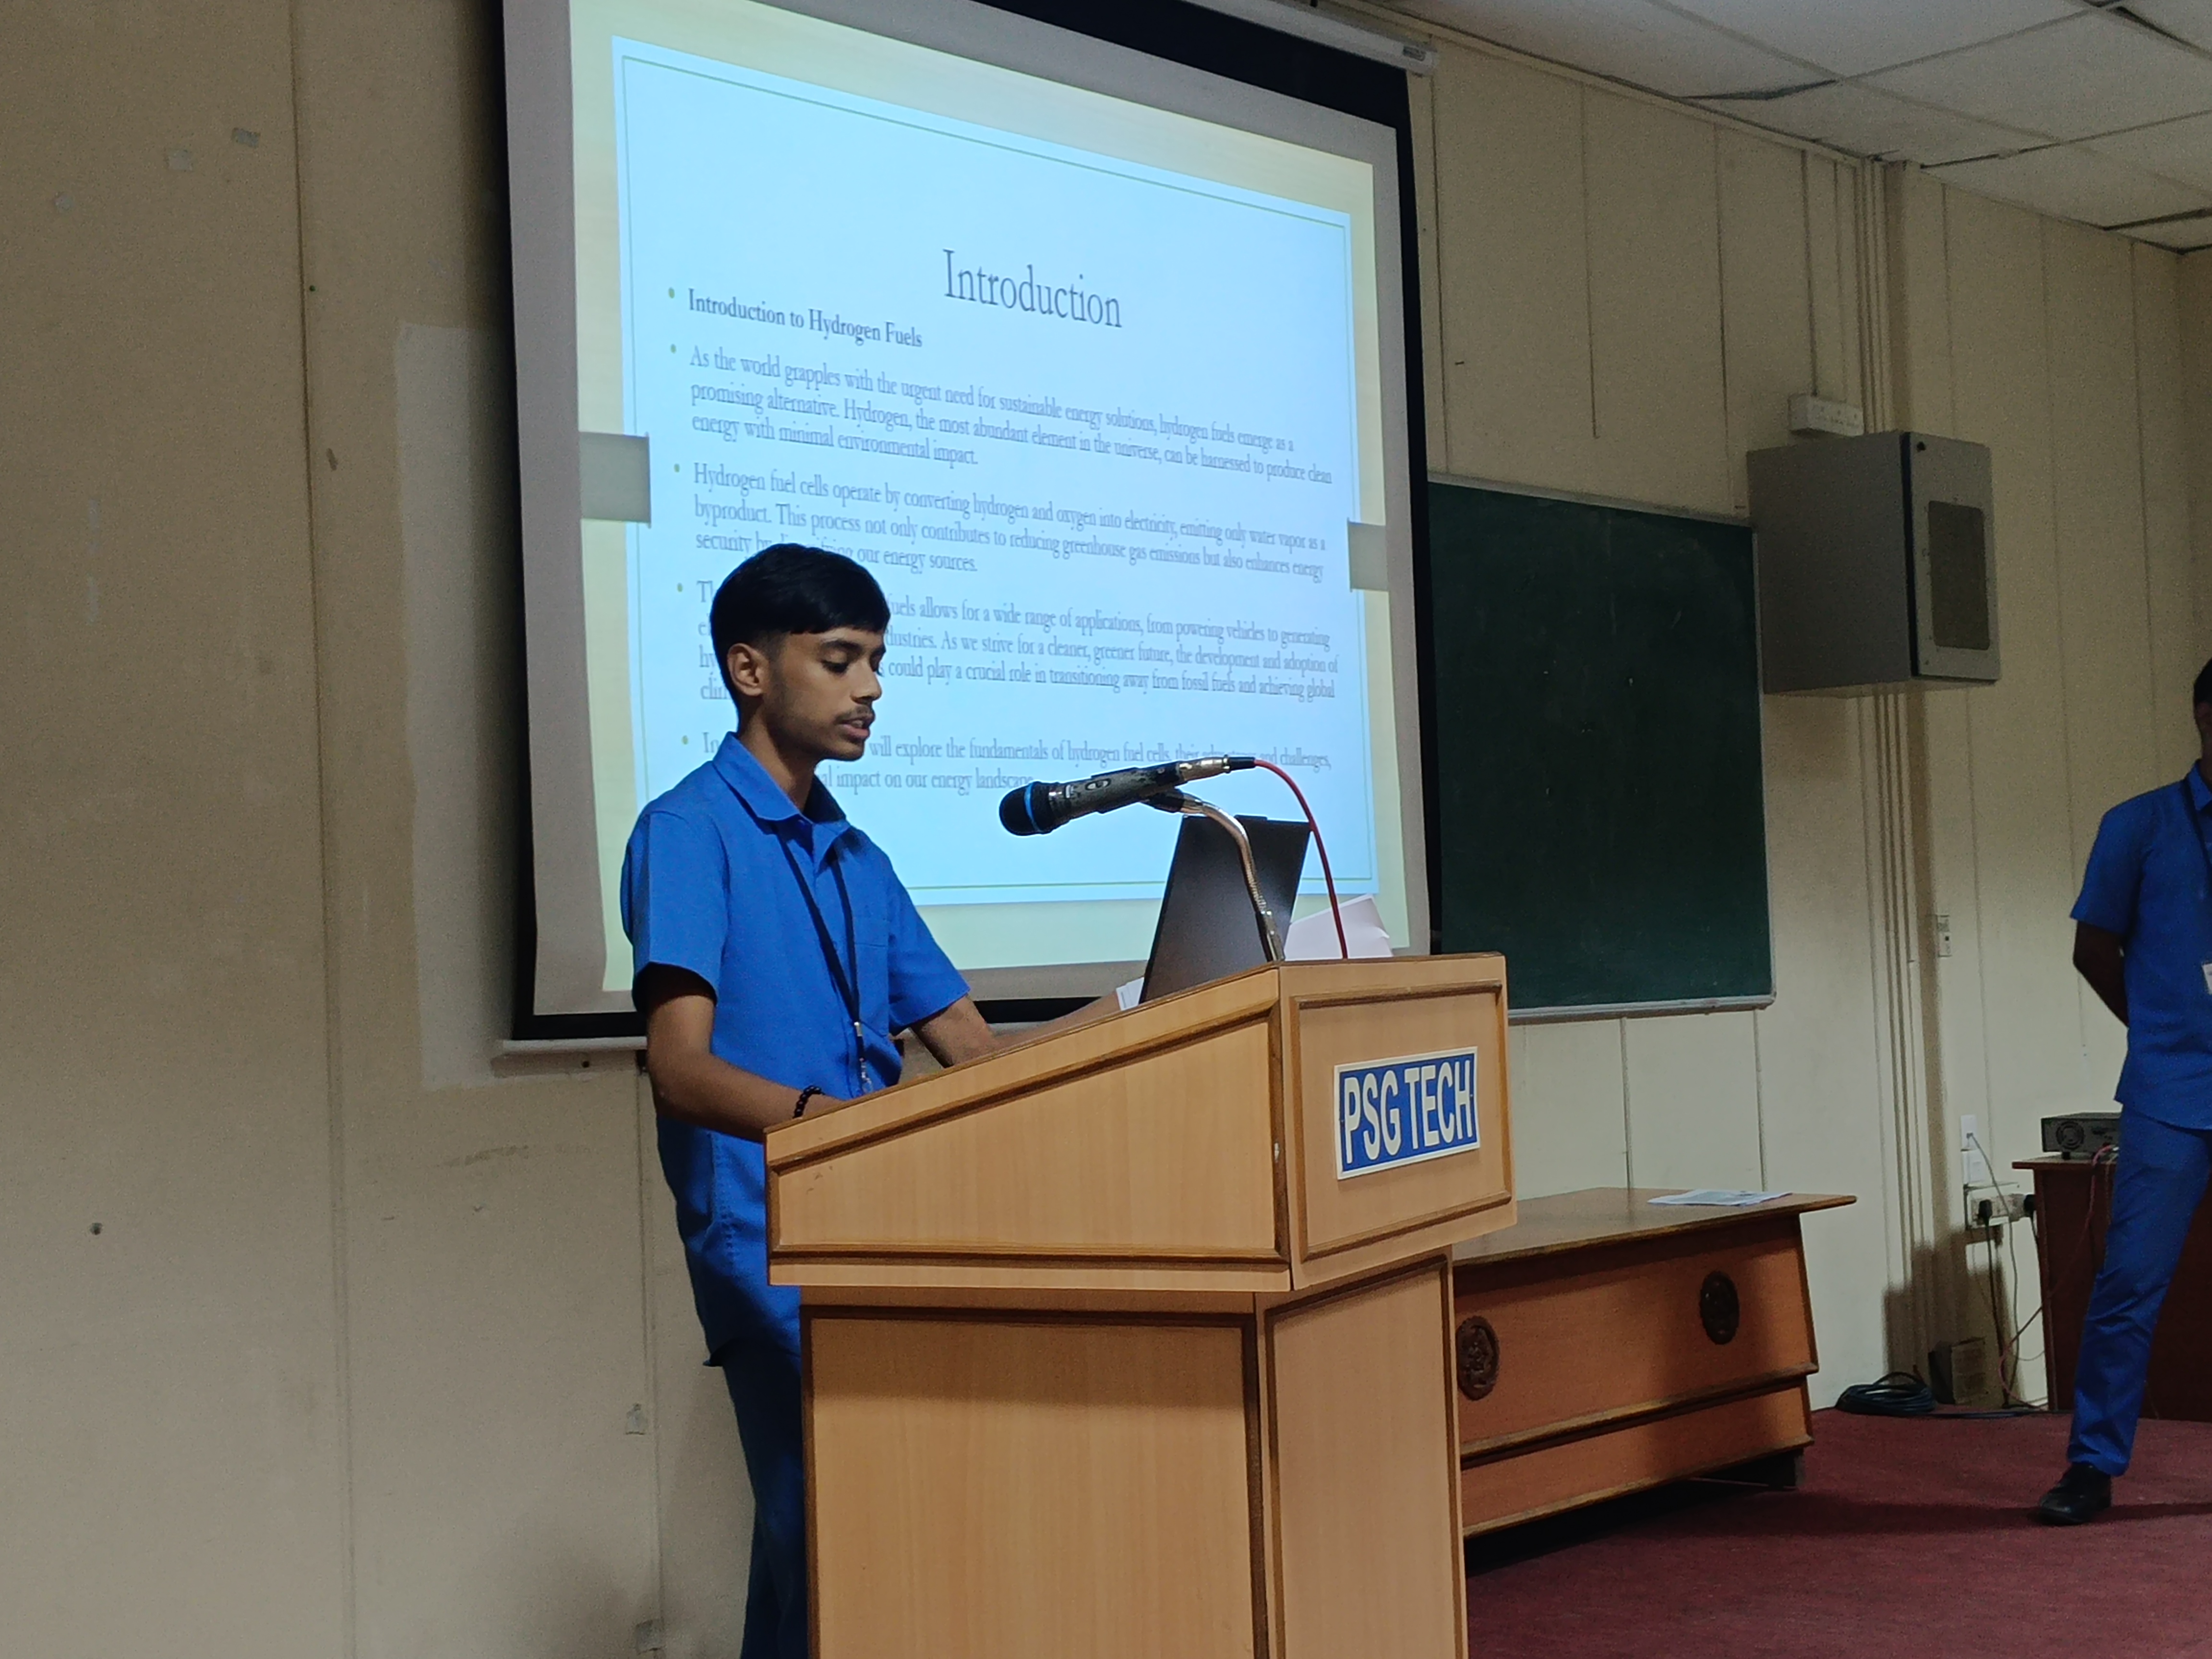 Introduction
• Introduction to Hydrogen Fuels
• As the world grapples with the urgent need for sustainable energy solutions, hydrogen fuels emerge as a
promising alternative. Hydrogen, the most abundant element in the universe, can be harnessed to produce clean
energy with minimal environmental impact.
• Hydrogen fuel cells operate by converting hydrogen and oxygen into electricity, emitting only water vapor as a
byproduct. This process not only contributes to reducing greenhouse gas emissions but also enhances energy
security our energy sources.
• fuels allows for a wide range of applications, from powering vehicles to generating
As we strive for a cleaner, greener future, the development and adoption of
could play a crucial role in transitioning away from fossil fuels and achieving global
• will explore the fundamentals of hydrogen fuel cells, their and challenges,
impact on our energy landscape
PSG TECH